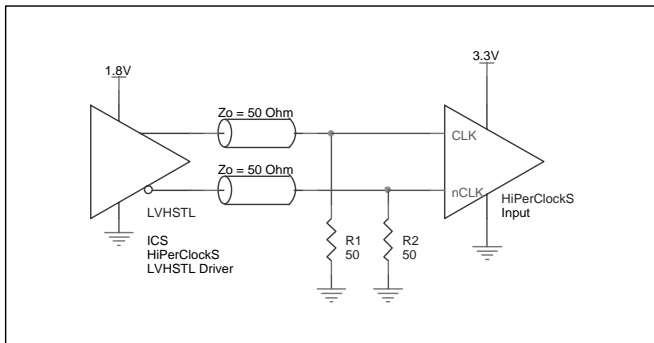 1.8V
3.3V
Zo = 50 Ohm
CLK
Zo = 50 Ohm
nCLK
HiPerClockS
Input
LVHSTL
ICS
HiPerClockS
LVHSTL Driver
R1
50
R2
50